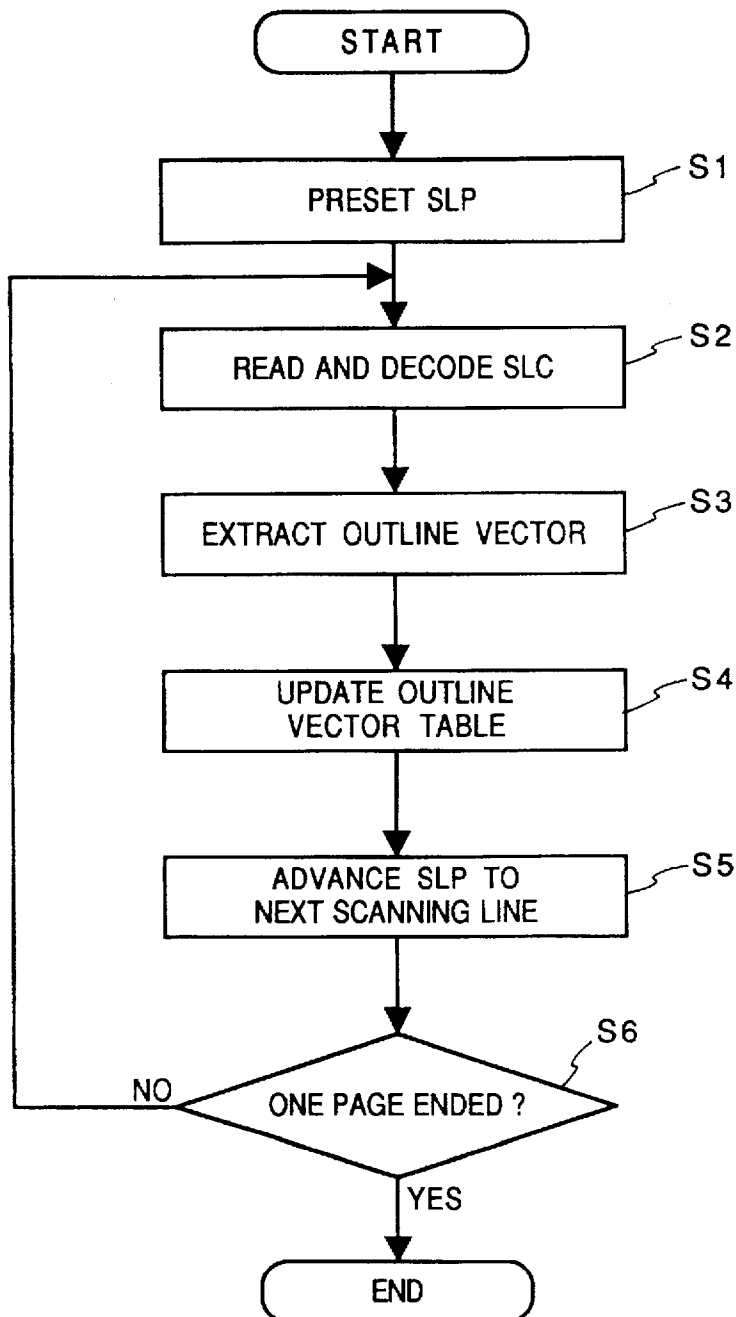 START
S1
PRESET SLP
S2
READ AND DECODE SLC
S3
EXTRACT OUTLINE VECTOR
S4
UPDATE OUTLINE
VECTOR TABLE
S5
ADVANCE SLP TO
NEXT SCANNING LINE
S6
NO
ONE PAGE ENDED ?
YES
END